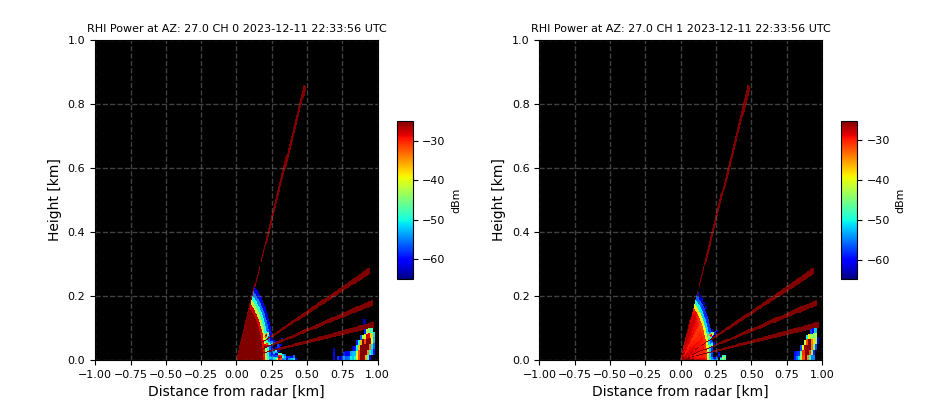 RHI Power at AZ: 27.0 CH 0 2023-12-11 22:33:56 UTC
1.0
0.8
0.6
0.4
0.2
0.0
Height [km]
−1.00 −0.75 −0.50 −0.25 0.00 0.25 0.50 0.75 1.00
Distance from radar [km]
−30
−40
−50
−60
dBm
RHI Power at AZ: 27.0 CH 1 2023-12-11 22:33:56 UTC
1.0
0.8
0.6
0.4
0.2
0.0
Height [km]
−1.00 −0.75 −0.50 −0.25 0.00 0.25 0.50 0.75 1.00
Distance from radar [km]
−30
−40
−50
−60
dBm